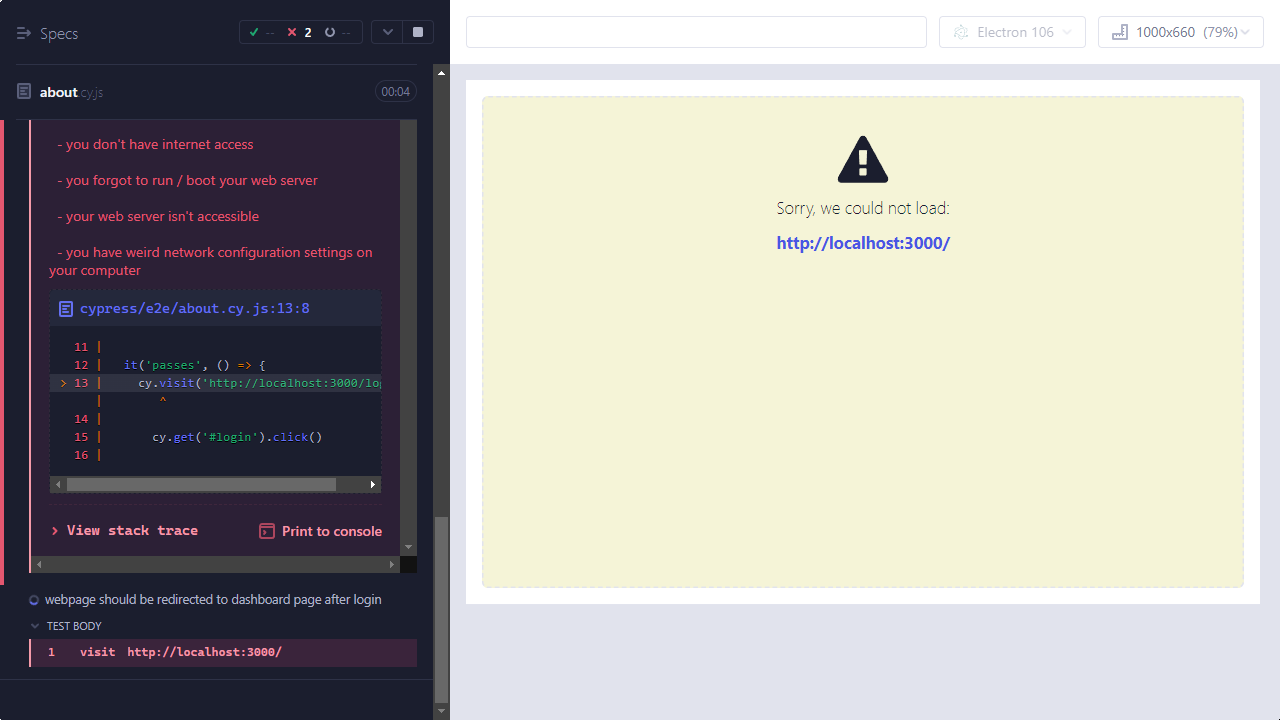 Specs
--
2
--
about.cy.js
00:04
- you don't have internet access
- you forgot to run / boot your web server
- your web server isn't accessible
- you have weird network configuration settings on
your computer
cypress/e2e/about.cy.js:13:8
11 |
12 | it('passes', () => {
> 13 | cy.visit('http://localhost:3000/log
| ^
14 |
15 | cy.get('#login').click()
16 |
> View stack trace
Print to console
webpage should be redirected to dashboard page after login
TEST BODY
1 visit http://localhost:3000/
Electron 106
1000x660 (79%)
Sorry, we could not load:
http://localhost:3000/